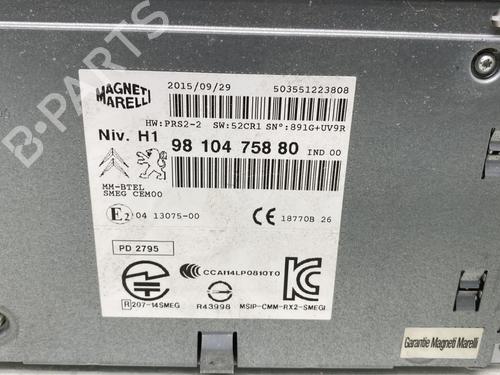 B-PARTS
MAGNETI
MARELLI
2015/09/29 503551223808
HW:PRS2-2 SW:52CR1 SN°:891G+UV9R
Niv. H1
98 104 758 80 IND 00
MM-BTEL
SMEG CEM00
E2 04 13075-00
CE 18770B 26
PD 2795
CCAI14LP0810T0
R 207-14SMEG R43998 MSIP-CMM-RX2-SMEGI
Garantie Magneti Marelli